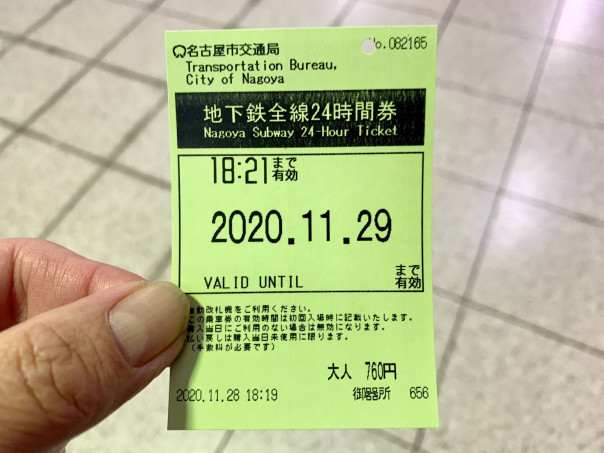 名古屋市交通局 No.082165
Transportation Bureau,
City of Nagoya
地下鉄全線24時間券
Nagoya Subway 24-Hour Ticket
18:21まで有効
2020.11.29
VALID UNTIL まで有効
自動改札機をご利用ください。
この乗車券の有効時間は初回入場時に記載いたします。
購入当日にご利用のない場合は無効になります。
払い戻しは購入当日未使用に限ります。
(手数料が必要です)
大人 760円
2020.11.28 18:19 御器所 656